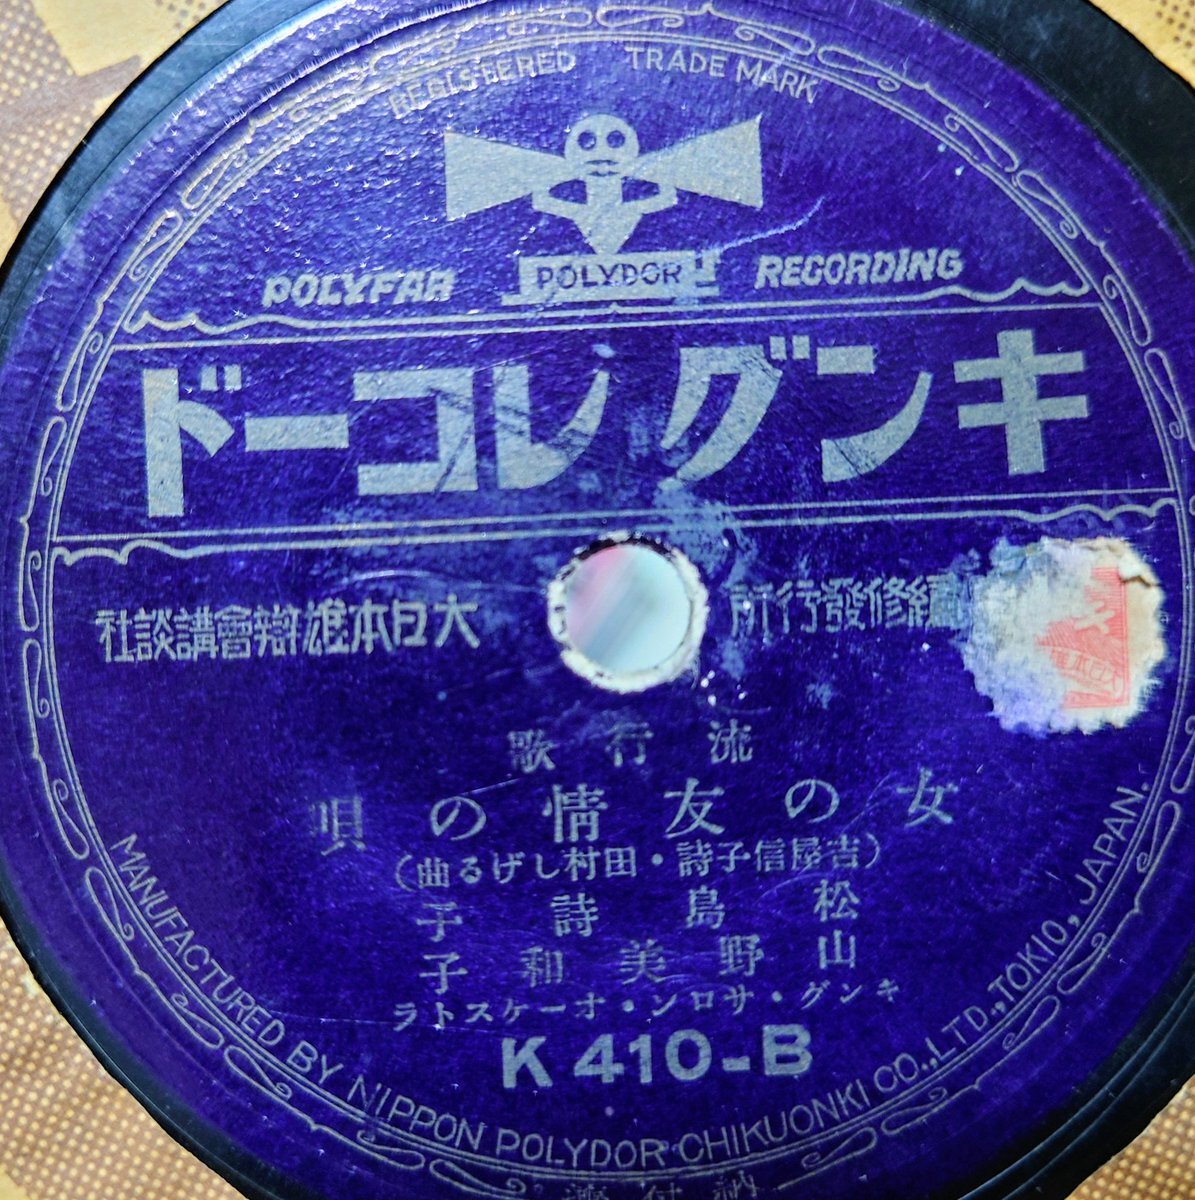 REGISTERED TRADE MARK
POLYFAR POLYDOR RECORDING
キングレコード
編修發行所 大日本雄辯會講談社
流行歌
女の友情の唄
(吉屋信子詩・田村しげる曲)
松島詩子
山野美和子
キング・サロン・オーケストラ
K 410-B
MANUFACTURED BY NIPPON POLYDOR CHIKUONKI CO., LTD., TOKIO, JAPAN.